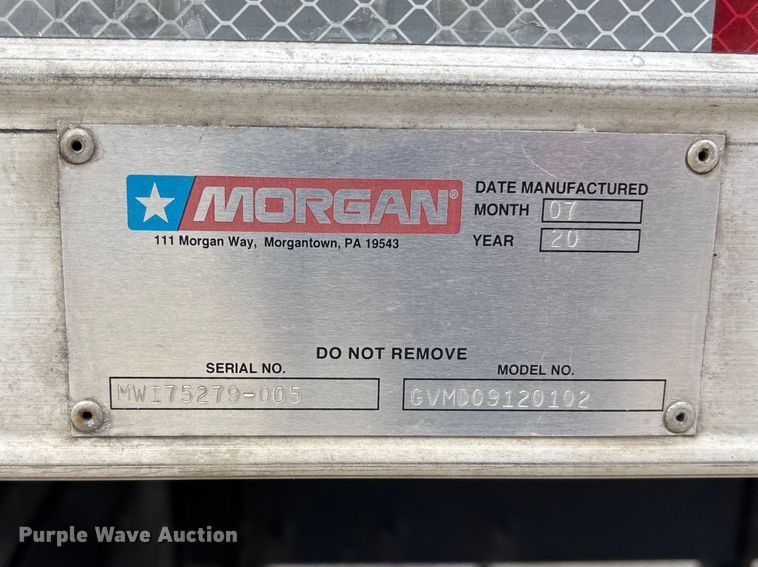 MORGAN®
111 Morgan Way, Morgantown, PA 19543
DATE MANUFACTURED
MONTH 07
YEAR 20
DO NOT REMOVE
SERIAL NO.
MWI75279-005
MODEL NO.
GVMD09120102
Purple Wave Auction